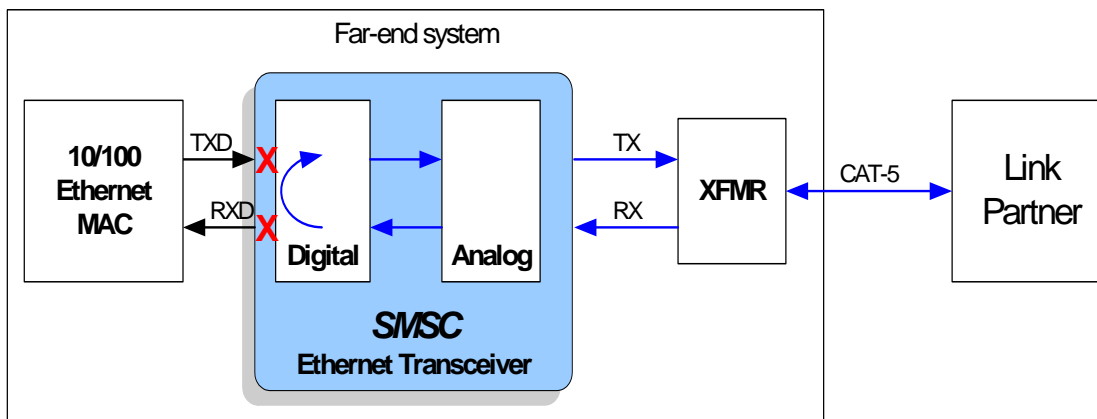 Far-end system
10/100
Ethernet
MAC
TXD
RXD
X
X
Digital
Analog
SMSC
Ethernet Transceiver
TX
RX
XFMR
CAT-5
Link
Partner